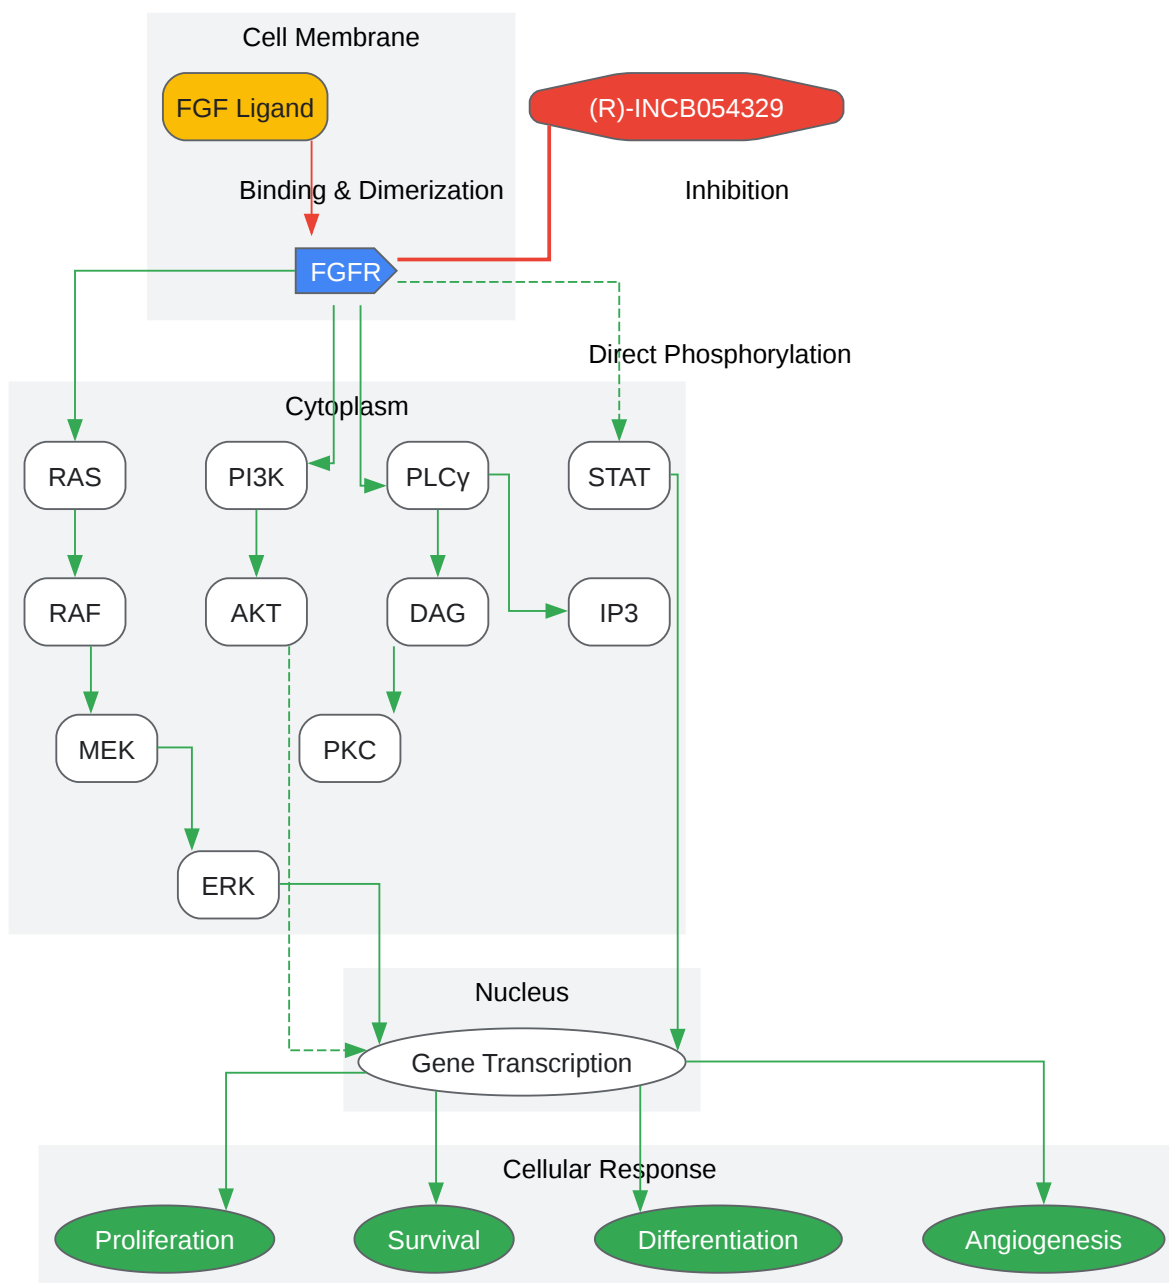 Cell Membrane
FGF Ligand
(R)-INCB054329
Binding & Dimerization
Inhibition
FGFR
Direct Phosphorylation
Cytoplasm
RAS
PI3K
PLCγ
STAT
RAF
AKT
DAG
IP3
MEK
PKC
ERK
Nucleus
Gene Transcription
Cellular Response
Proliferation
Survival
Differentiation
Angiogenesis